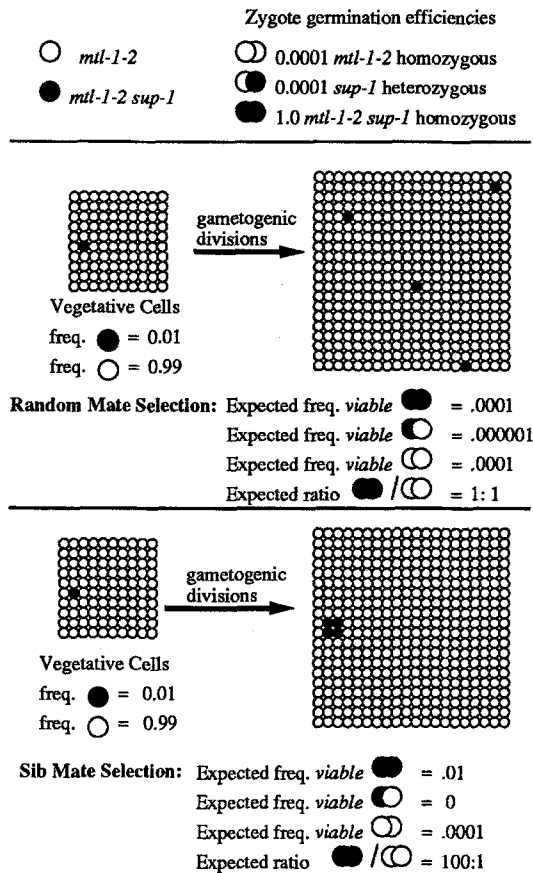 Zygote germination efficiencies
mtl-1-2
0.0001 mtl-1-2 homozygous
mtl-1-2 sup-1
0.0001 sup-1 heterozygous
1.0 mtl-1-2 sup-1 homozygous
gametogenic
divisions
Vegetative Cells
freq. = 0.01
freq. = 0.99
Random Mate Selection: Expected freq. viable = .0001
Expected freq. viable = .000001
Expected freq. viable = .0001
Expected ratio / = 1: 1
gametogenic
divisions
Vegetative Cells
freq. = 0.01
freq. = 0.99
Sib Mate Selection: Expected freq. viable = .01
Expected freq. viable = 0
Expected freq. viable = .0001
Expected ratio / = 100:1